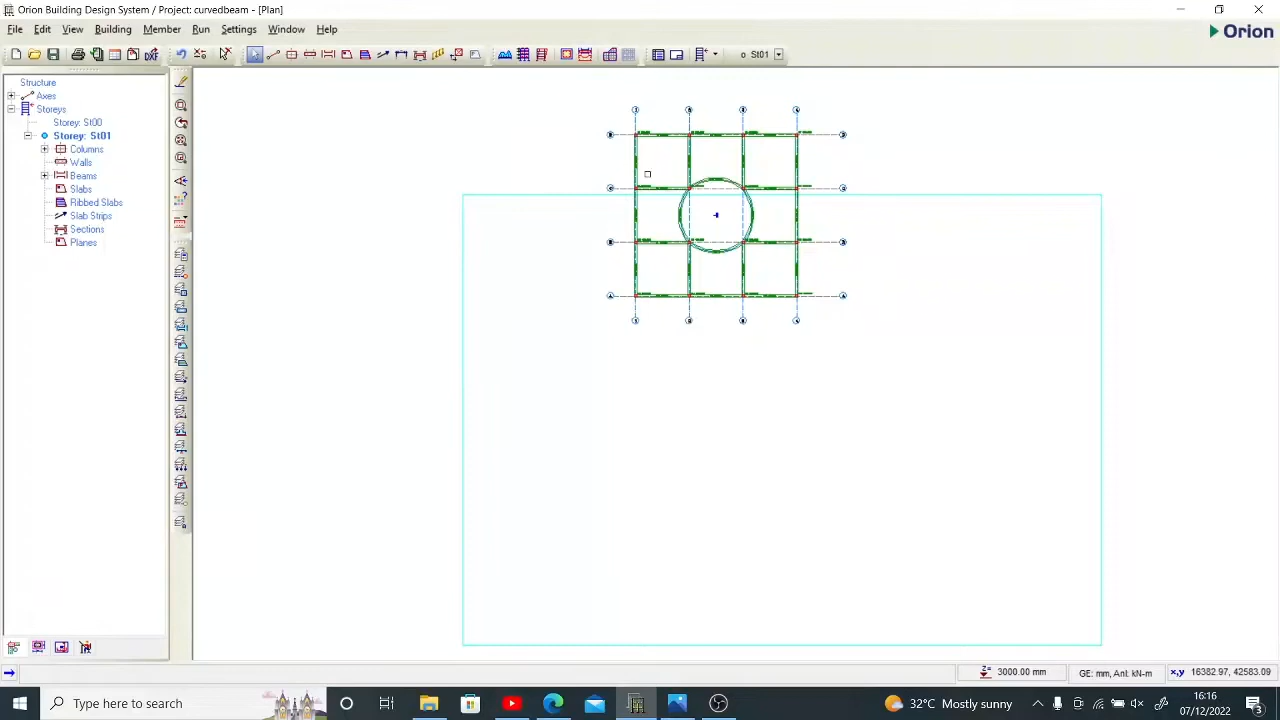 Orion Building Design System / Project: curvedbeam - [Plan]
File Edit View Building Member Run Settings Window Help
Orion
DXF
St01
Structure
Axes
Storeys
Storey: St00
Storey: St01
Columns
Walls
Beams
Slabs
Ribbed Slabs
Slab Strips
Sections
Planes
Z= 3000.00 mm
GE: mm, Anl: kN-m
x,y 16382.97, 42583.09
Type here to search
32°C Mostly sunny
16:16
07/12/2022